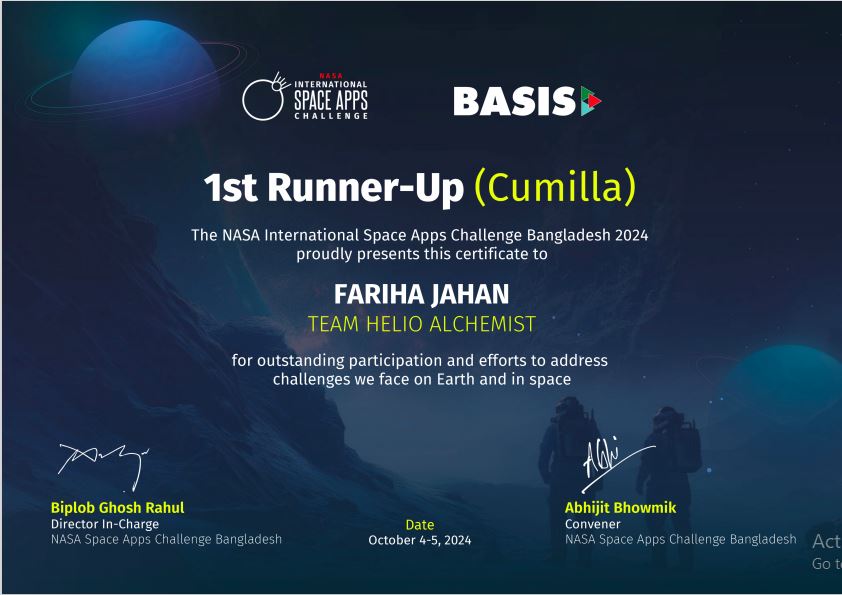 NASA
INTERNATIONAL
SPACE APPS
CHALLENGE
BASIS
1st Runner-Up (Cumilla)
The NASA International Space Apps Challenge Bangladesh 2024
proudly presents this certificate to
FARIHA JAHAN
TEAM HELIO ALCHEMIST
for outstanding participation and efforts to address
challenges we face on Earth and in space
Biplob Ghosh Rahul
Director In-Charge
NASA Space Apps Challenge Bangladesh
Date
October 4-5, 2024
Abhi
Abhijit Bhowmik
Convener
NASA Space Apps Challenge Bangladesh
Act
Go to